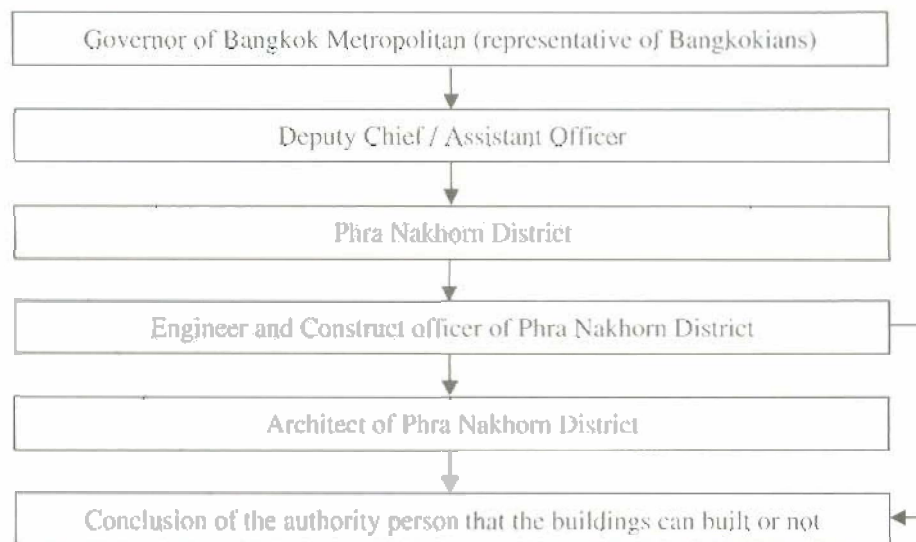 Governor of Bangkok Metropolitan (representative of Bangkokians)
Deputy Chief / Assistant Officer
Phra Nakhorn District
Engineer and Construct officer of Phra Nakhorn District
Architect of Phra Nakhorn District
Conclusion of the authority person that the buildings can built or not